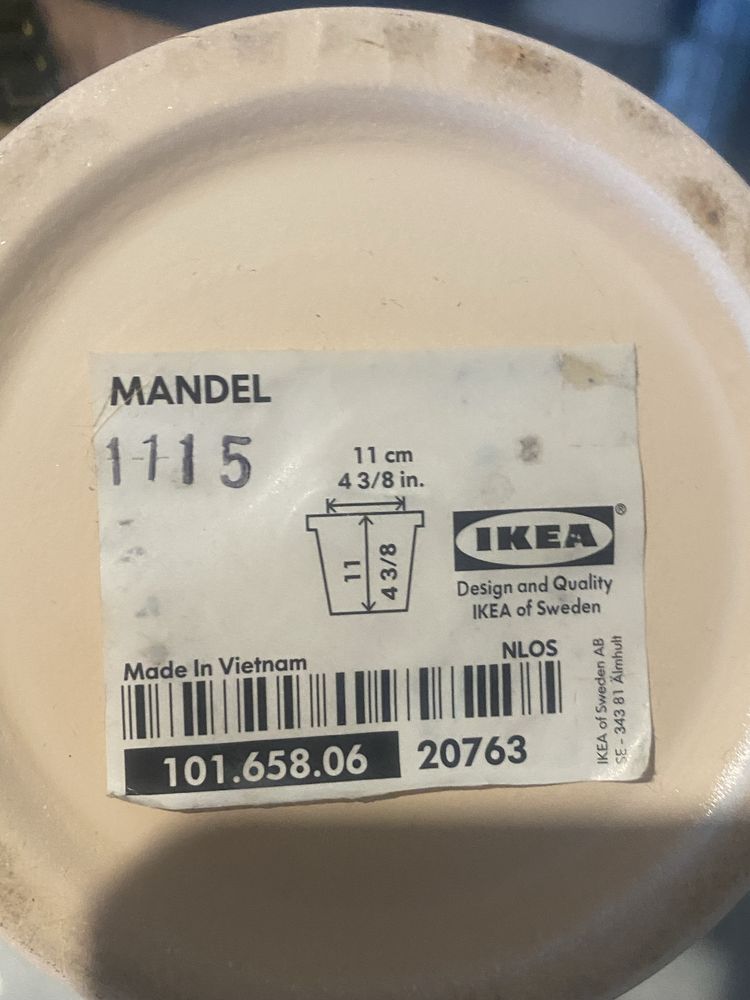 MANDEL
1115
11 cm
4 3/8 in.
11
4 3/8
IKEA®
Design and Quality
IKEA of Sweden
Made In Vietnam
NLOS
101.658.06
20763
IKEA of Sweden AB
SE - 343 81 Älmhult